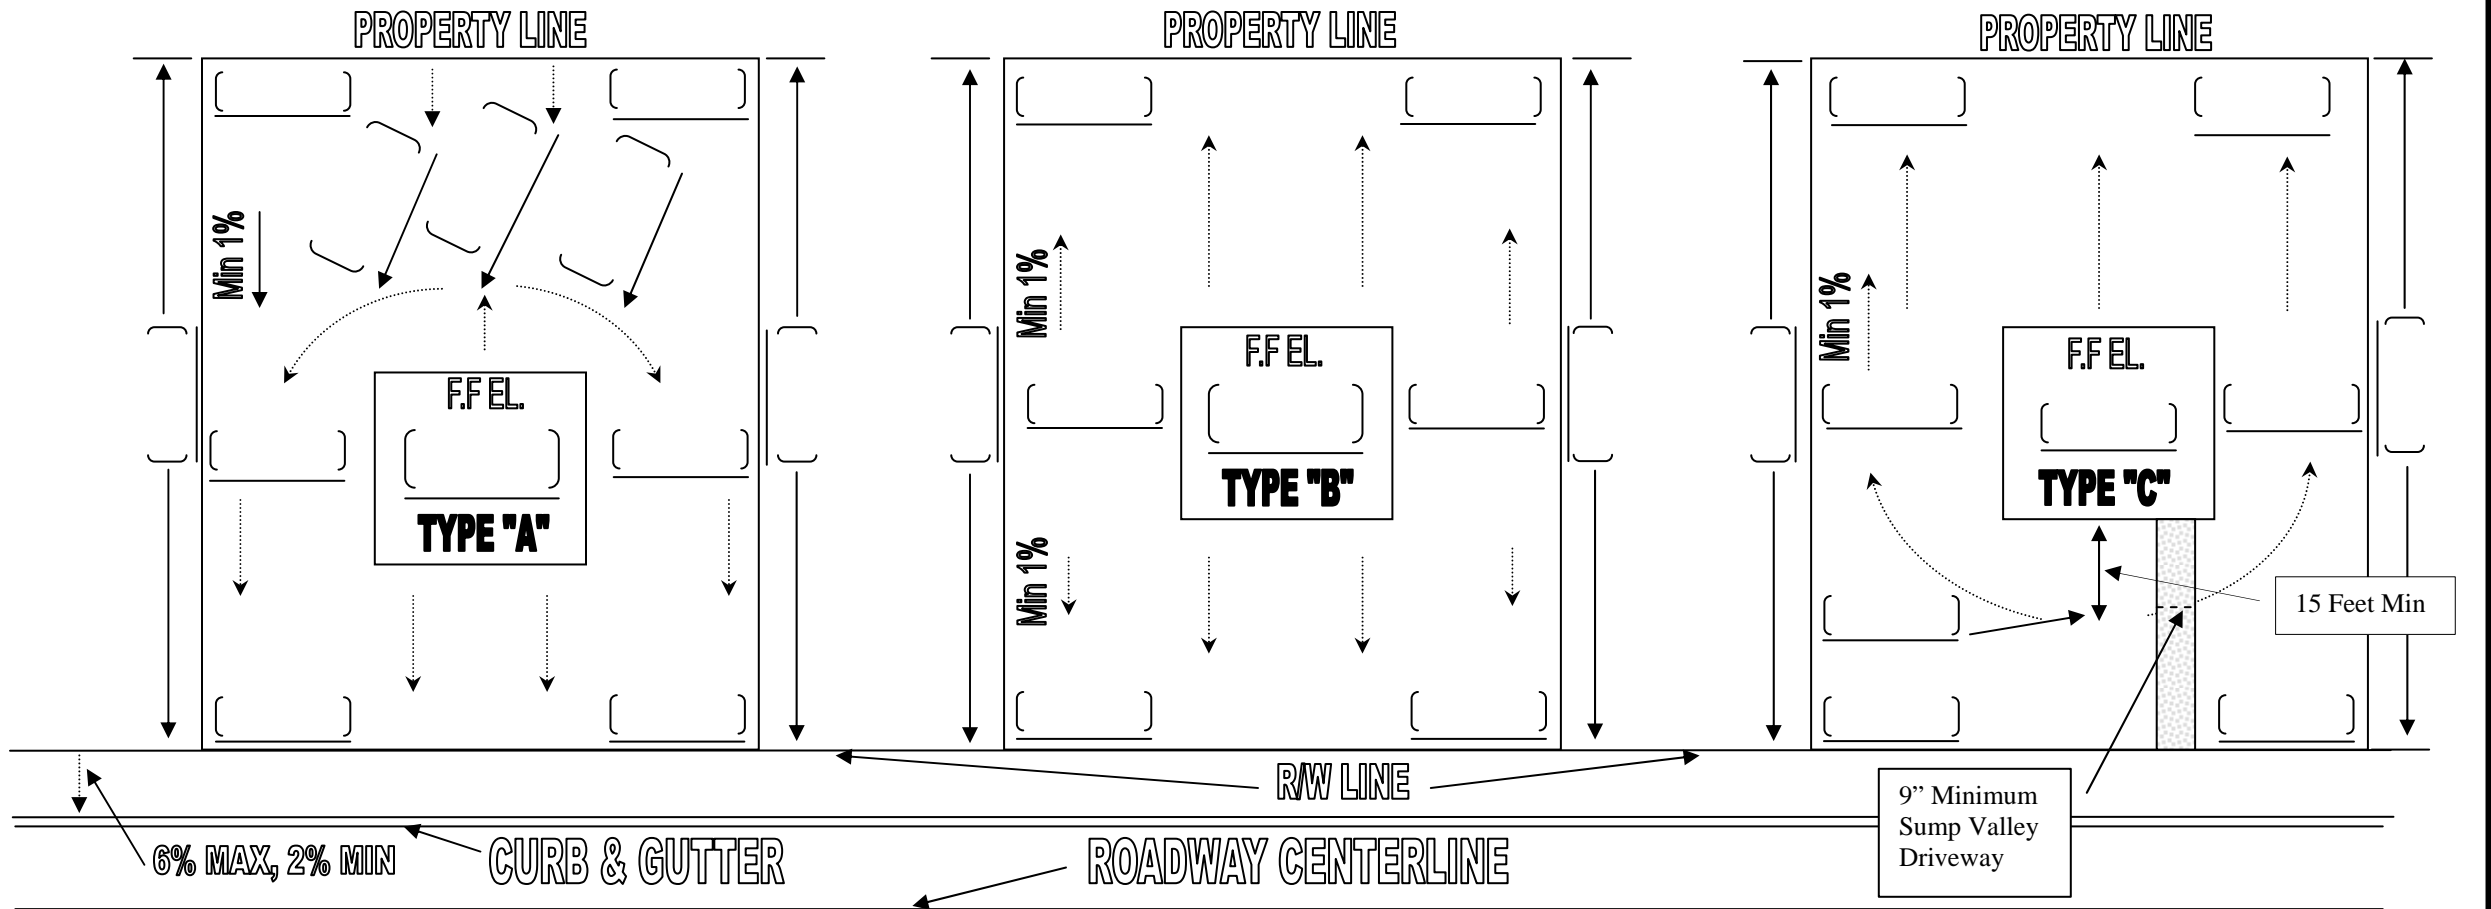 PROPERTY LINE
PROPERTY LINE
PROPERTY LINE
Min 1%
Min 1%
Min 1%
F.F EL.
TYPE "A"
F.F EL.
TYPE "B"
F.F EL.
TYPE "C"
Min 1%
15 Feet Min
R/W LINE
9” Minimum
Sump Valley
Driveway
6% MAX, 2% MIN
CURB & GUTTER
ROADWAY CENTERLINE